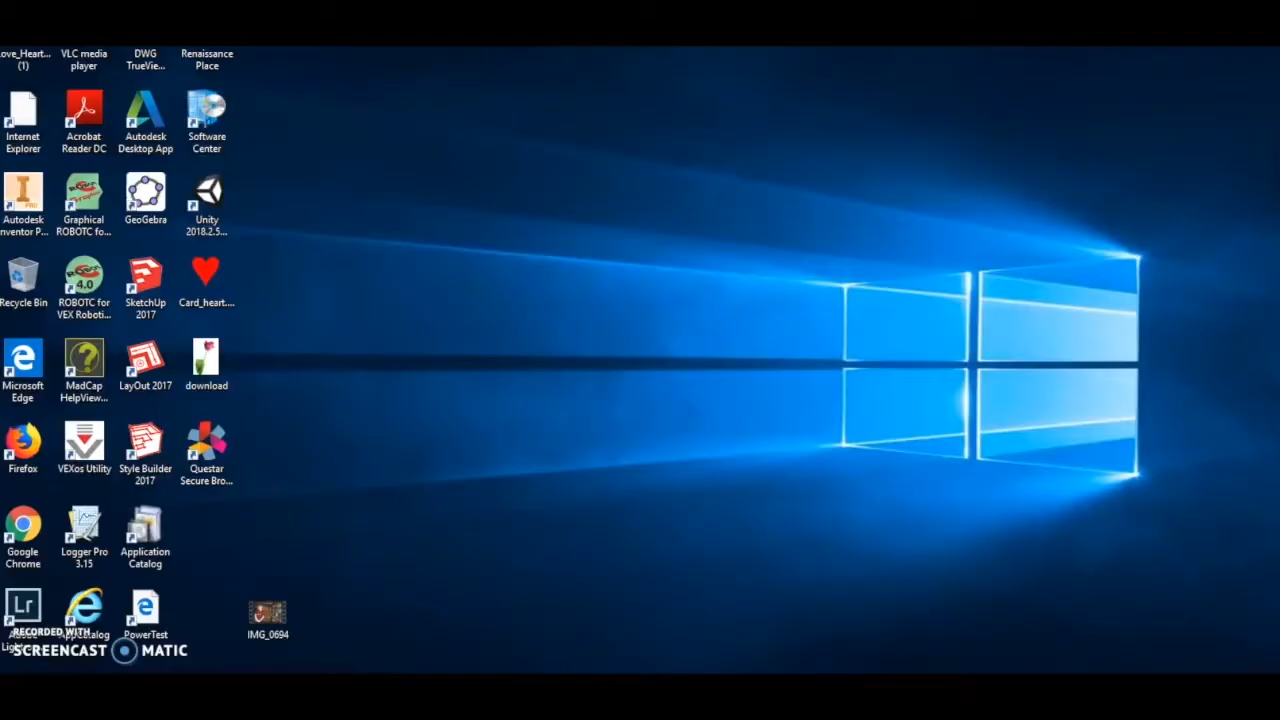 ove_Heart...
(1)
VLC media
player
DWG
TrueVie...
Renaissance
Place
Internet
Explorer
Acrobat
Reader DC
Autodesk
Desktop App
Software
Center
Autodesk
nventor P...
Graphical
ROBOTC fo...
GeoGebra
Unity
2018.2.5...
Recycle Bin
ROBOTC for
VEX Roboti...
SketchUp
2017
Card_heart....
Microsoft
Edge
MadCap
HelpView...
LayOut 2017
download
Firefox
VEXos Utility
Style Builder
2017
Questar
Secure Bro...
Google
Chrome
Logger Pro
3.15
Application
Catalog
Lr
PowerTest
IMG_0694
RECORDED WITH
SCREENCAST MATIC